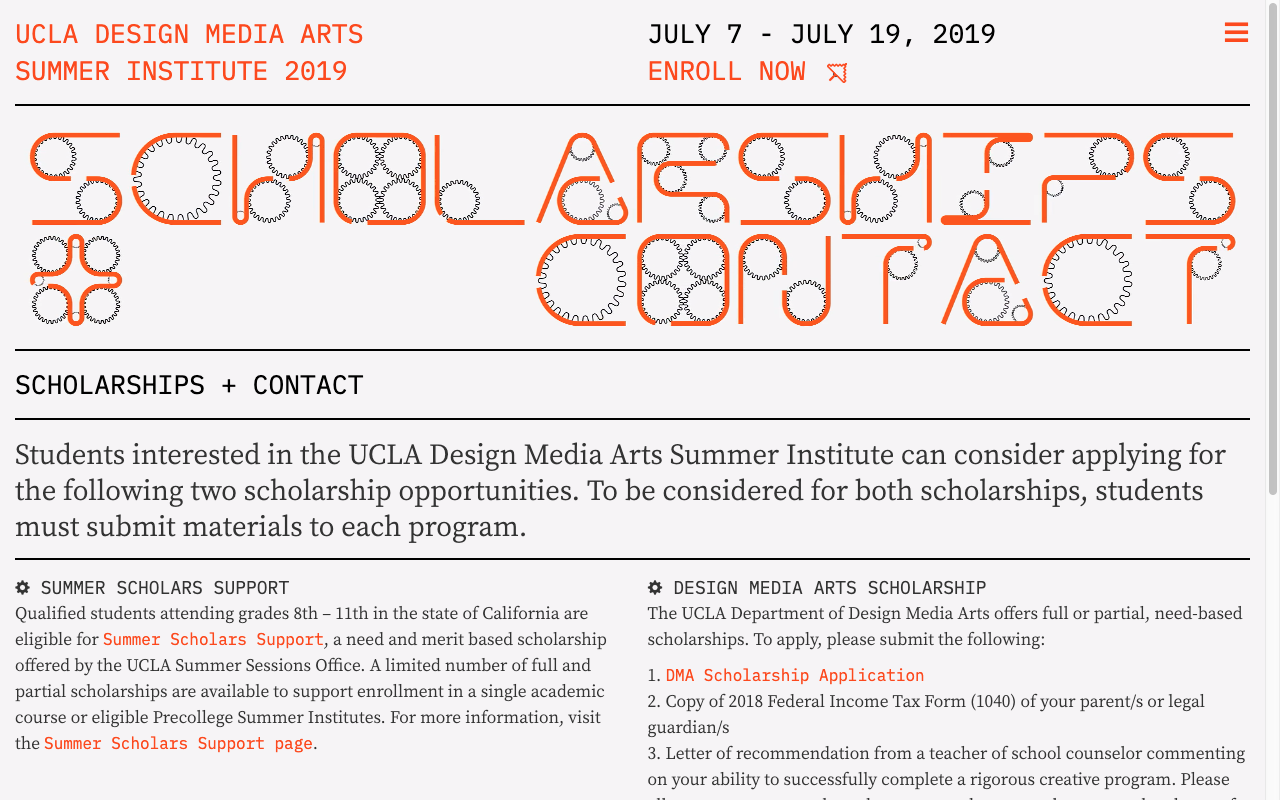 UCLA DESIGN MEDIA ARTS
SUMMER INSTITUTE 2019
JULY 7 - JULY 19, 2019
ENROLL NOW
SCHOLARSHIPS
CONTACT
SCHOLARSHIPS + CONTACT
Students interested in the UCLA Design Media Arts Summer Institute can consider applying for
the following two scholarship opportunities. To be considered for both scholarships, students
must submit materials to each program.
SUMMER SCHOLARS SUPPORT
Qualified students attending grades 8th – 11th in the state of California are
eligible for Summer Scholars Support, a need and merit based scholarship
offered by the UCLA Summer Sessions Office. A limited number of full and
partial scholarships are available to support enrollment in a single academic
course or eligible Precollege Summer Institutes. For more information, visit
the Summer Scholars Support page.
DESIGN MEDIA ARTS SCHOLARSHIP
The UCLA Department of Design Media Arts offers full or partial, need-based
scholarships. To apply, please submit the following:
1. DMA Scholarship Application
2. Copy of 2018 Federal Income Tax Form (1040) of your parent/s or legal
guardian/s
3. Letter of recommendation from a teacher of school counselor commenting
on your ability to successfully complete a rigorous creative program. Please